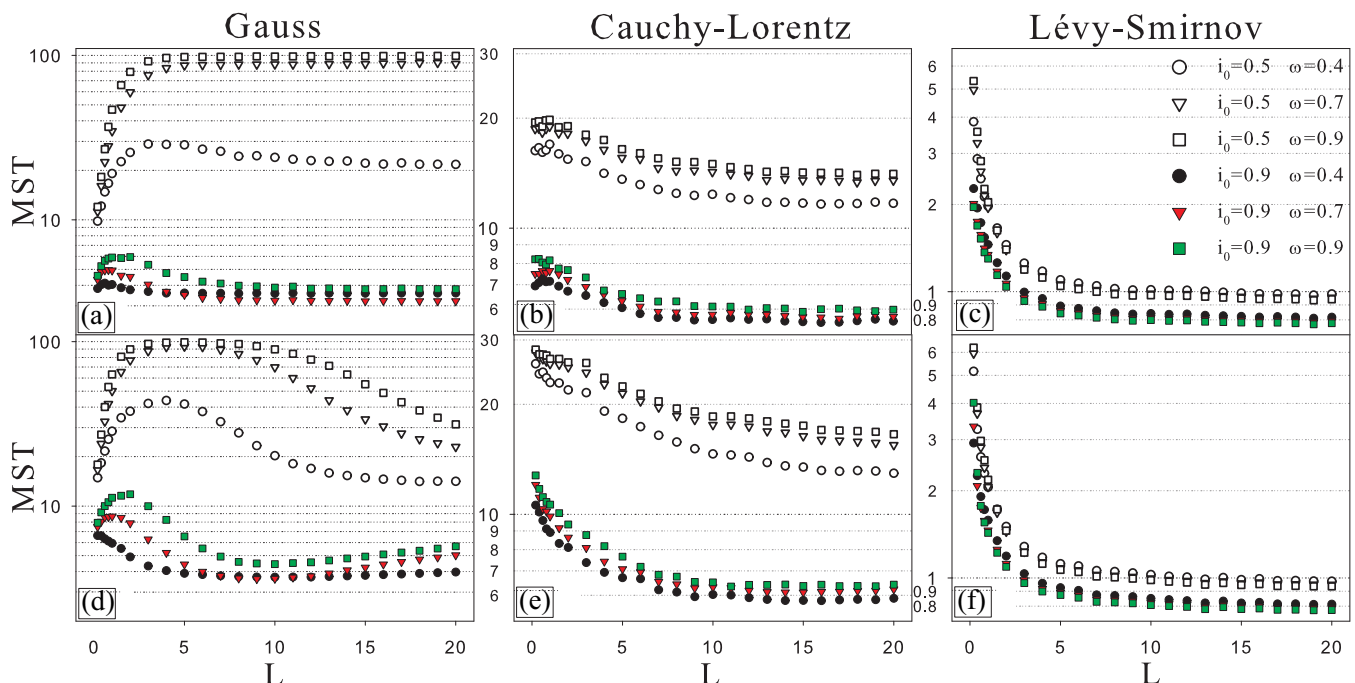 Gauss Cauchy-Lorentz Lévy-Smirnov
MST
100
10
(a)
30
20
10
9
8
7
6
(b)
6
5
4
3
2
1
0.9
0.8
(c)
i0=0.5 ω=0.4
i0=0.5 ω=0.7
i0=0.5 ω=0.9
i0=0.9 ω=0.4
i0=0.9 ω=0.7
i0=0.9 ω=0.9
MST
100
10
(d)
30
20
10
9
8
7
6
(e)
6
5
4
3
2
1
0.9
0.8
(f)
0 5 10 15 20 0 5 10 15 20 0 5 10 15 20
L L L